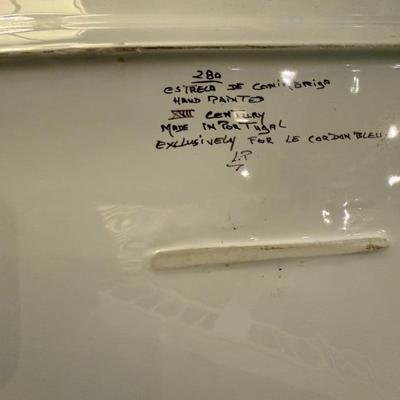 280
ESTRELA DE CONIMBRIGA
HAND PAINTED
XVII CENTURY
MADE IN PORTUGAL
EXCLUSIVELY FOR LE CORDON BLEU
J.P